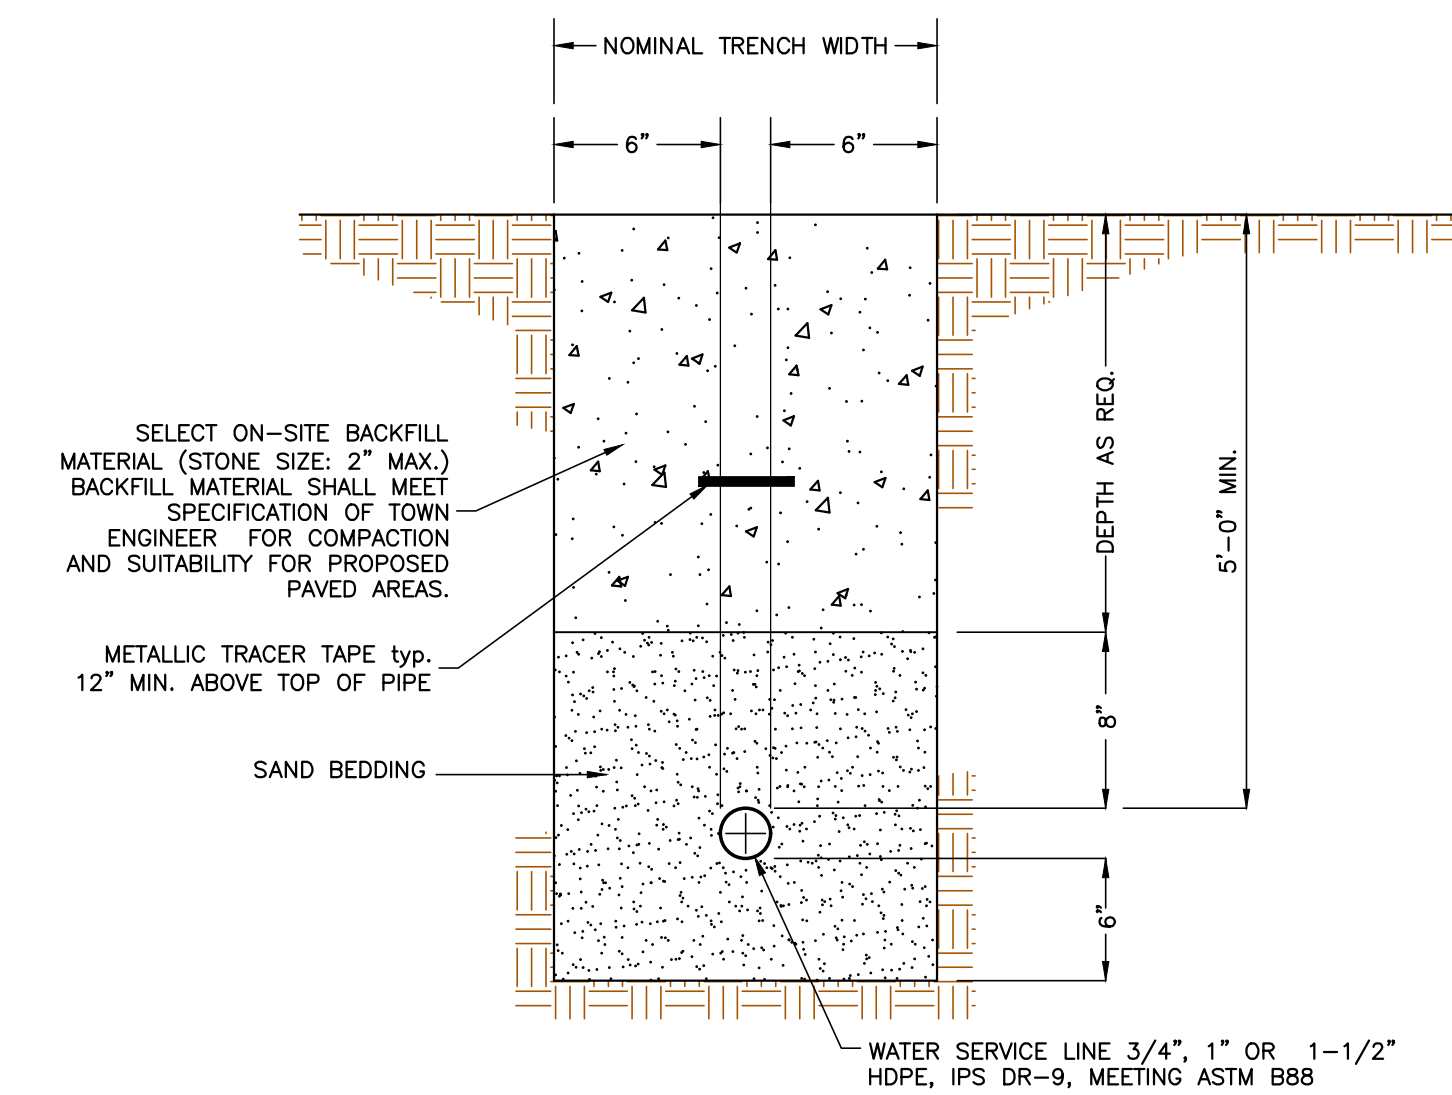 NOMINAL TRENCH WIDTH
6”
6”
SELECT ON-SITE BACKFILL
MATERIAL (STONE SIZE: 2” MAX.)
BACKFILL MATERIAL SHALL MEET
SPECIFICATION OF TOWN
ENGINEER FOR COMPACTION
AND SUITABILITY FOR PROPOSED
PAVED AREAS.
DEPTH AS REQ.
5’-0” MIN.
METALLIC TRACER TAPE typ.
12” MIN. ABOVE TOP OF PIPE
8”
SAND BEDDING
6”
WATER SERVICE LINE 3/4”, 1” OR 1-1/2”
HDPE, IPS DR-9, MEETING ASTM B88